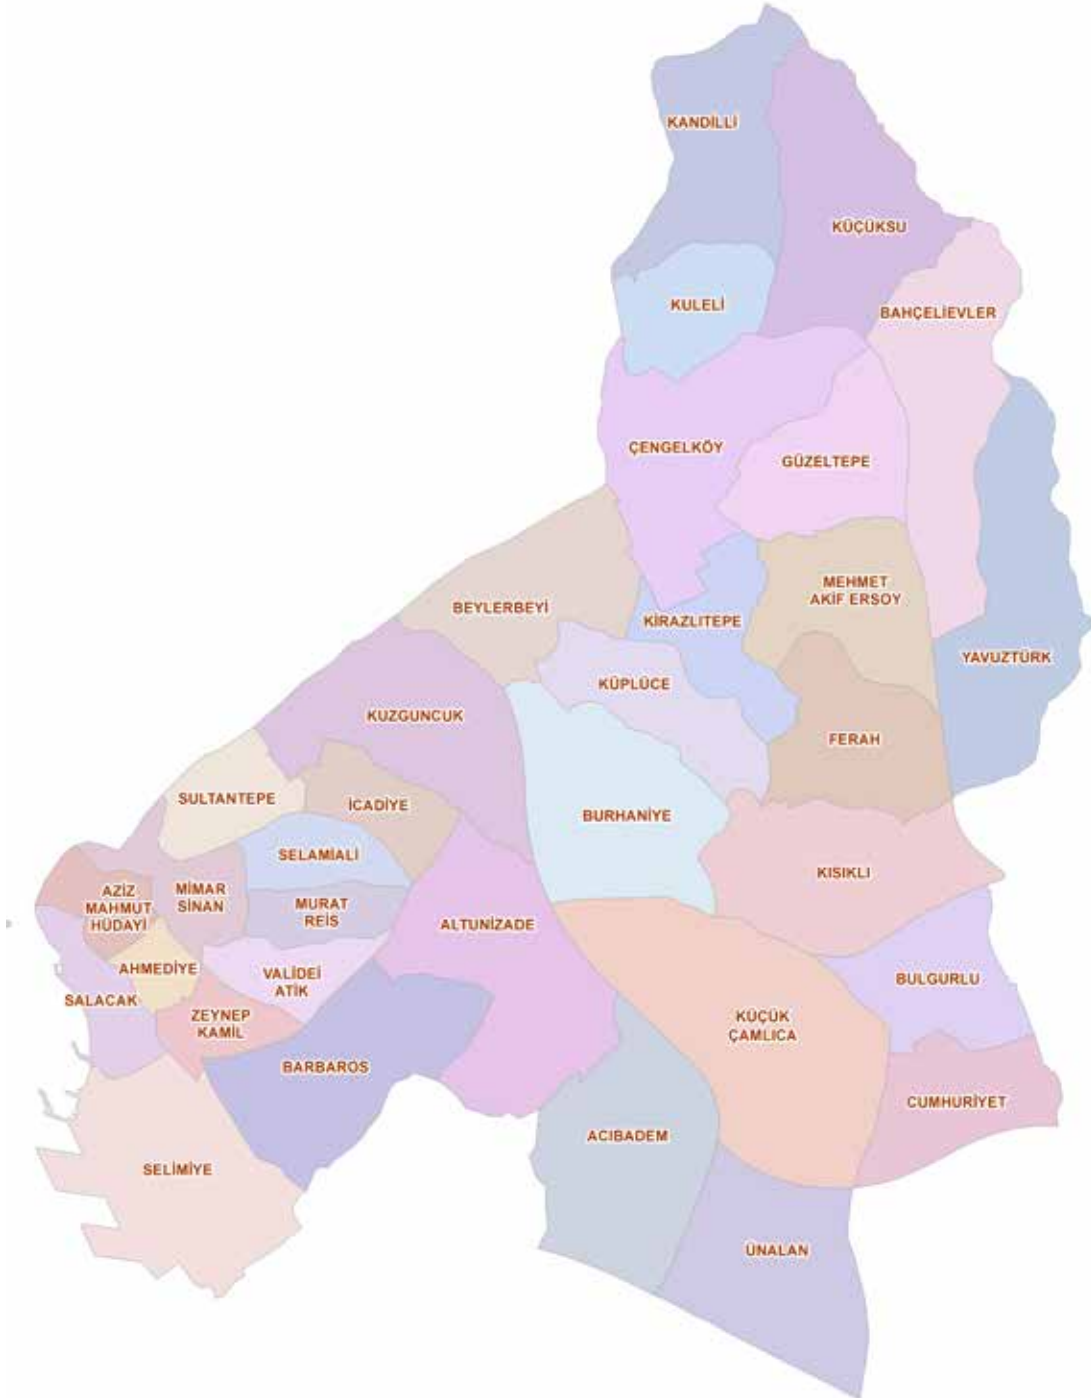 KANDİLLİ
KÜÇÜKSU
KULELİ
BAHÇELİEVLER
ÇENGELKÖY
GÜZELTEPE
MEHMET
AKİF ERSOY
BEYLERBEYİ
KİRAZLITEPE
YAVUZTÜRK
KÜPLÜCE
KUZGUNCUK
FERAH
SULTANTEPE
İCADİYE
BURHANİYE
SELAMİALİ
KISIKLI
AZİZ
MAHMUT
HÜDAYİ
MİMAR
SİNAN
MURAT
REİS
ALTUNİZADE
AHMEDİYE
VALİDEİ
ATİK
BULGURLU
SALACAK
ZEYNEP
KAMİL
KÜÇÜK
ÇAMLICA
BARBAROS
CUMHURİYET
ACIBADEM
SELİMİYE
ÜNALAN